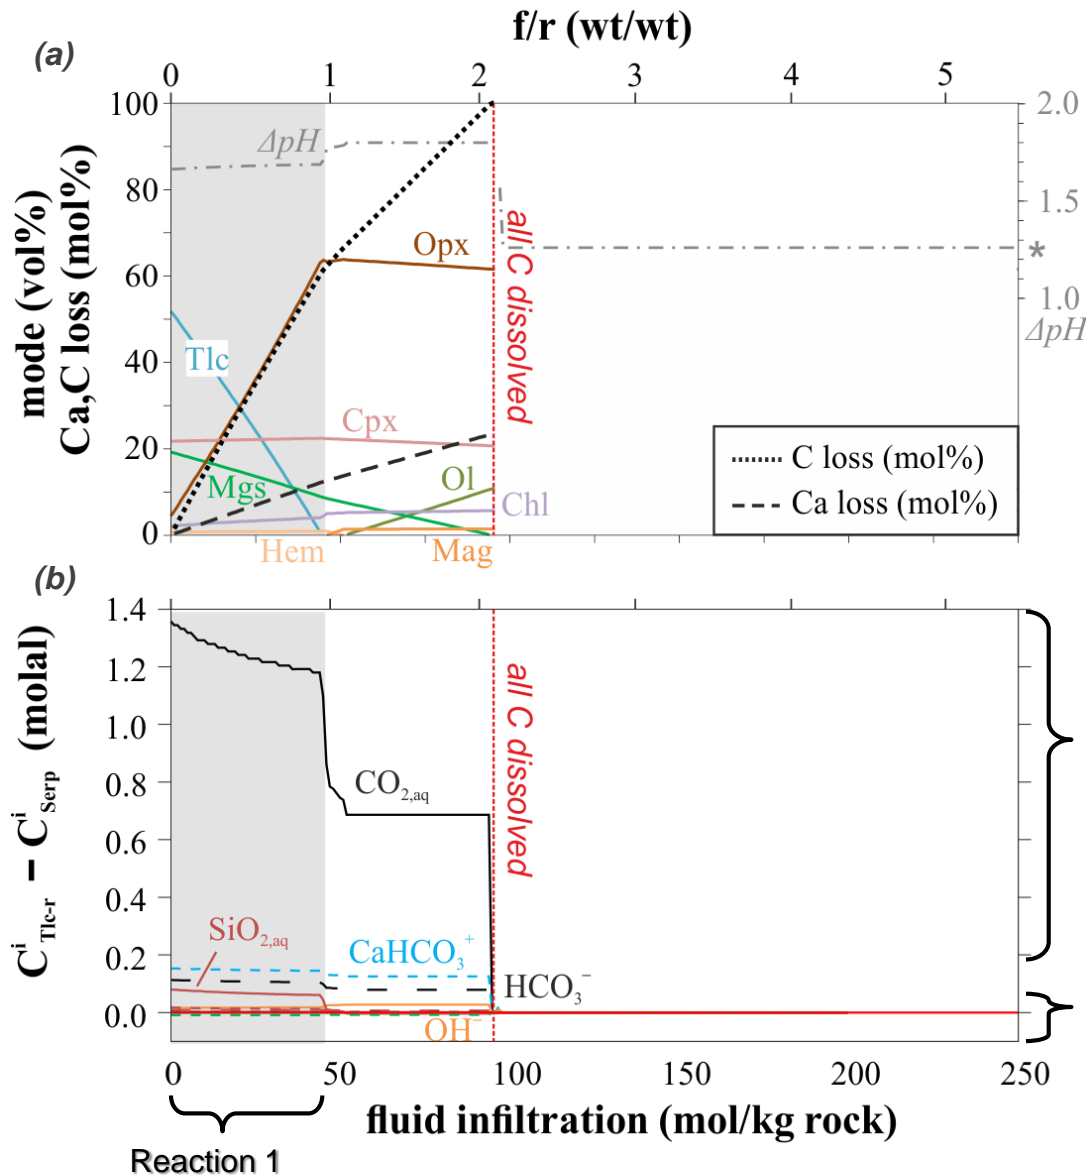 f/r (wt/wt)
(a)
0 1 2 3 4 5
100 80 60 40 20 0
mode (vol%)
Ca,C loss (mol%)
2.0 1.5 * 1.0
ΔpH
ΔpH
Opx
Tlc
Cpx
Mgs
Ol
Chl
Hem
Mag
all C dissolved
C loss (mol%)
Ca loss (mol%)
(b)
1.4 1.2 1.0 0.8 0.6 0.4 0.2 0.0
Cⁱ_Tlc-r − Cⁱ_Serp (molal)
all C dissolved
CO₂,aq
SiO₂,aq
CaHCO₃⁺
HCO₃⁻
OH⁻
0 50 100 150 200 250
fluid infiltration (mol/kg rock)
Reaction 1